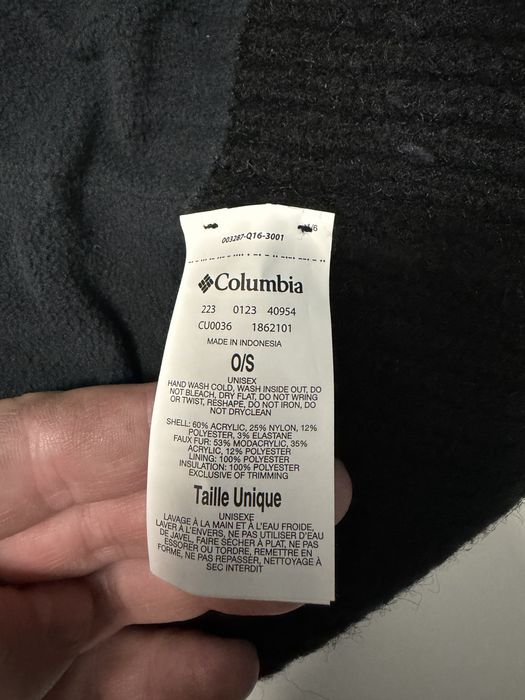 1/6
003287-Q16-3001
Columbia
223 0123 40954
CU0036 1862101
MADE IN INDONESIA
O/S
UNISEX
HAND WASH COLD, WASH INSIDE OUT, DO
NOT BLEACH, DRY FLAT, DO NOT WRING
OR TWIST, RESHAPE, DO NOT IRON, DO
NOT DRYCLEAN
SHELL: 60% ACRYLIC, 25% NYLON, 12%
POLYESTER, 3% ELASTANE
FAUX FUR: 53% MODACRYLIC, 35%
ACRYLIC, 12% POLYESTER
LINING: 100% POLYESTER
INSULATION: 100% POLYESTER
EXCLUSIVE OF TRIMMING
Taille Unique
UNISEXE
LAVAGE À LA MAIN ET À L'EAU FROIDE,
LAVER À L'ENVERS, NE PAS UTILISER D'EAU
DE JAVEL, FAIRE SÉCHER À PLAT, NE PAS
ESSORER OU TORDRE, REMETTRE EN
FORME, NE PAS REPASSER, NETTOYAGE À
SEC INTERDIT